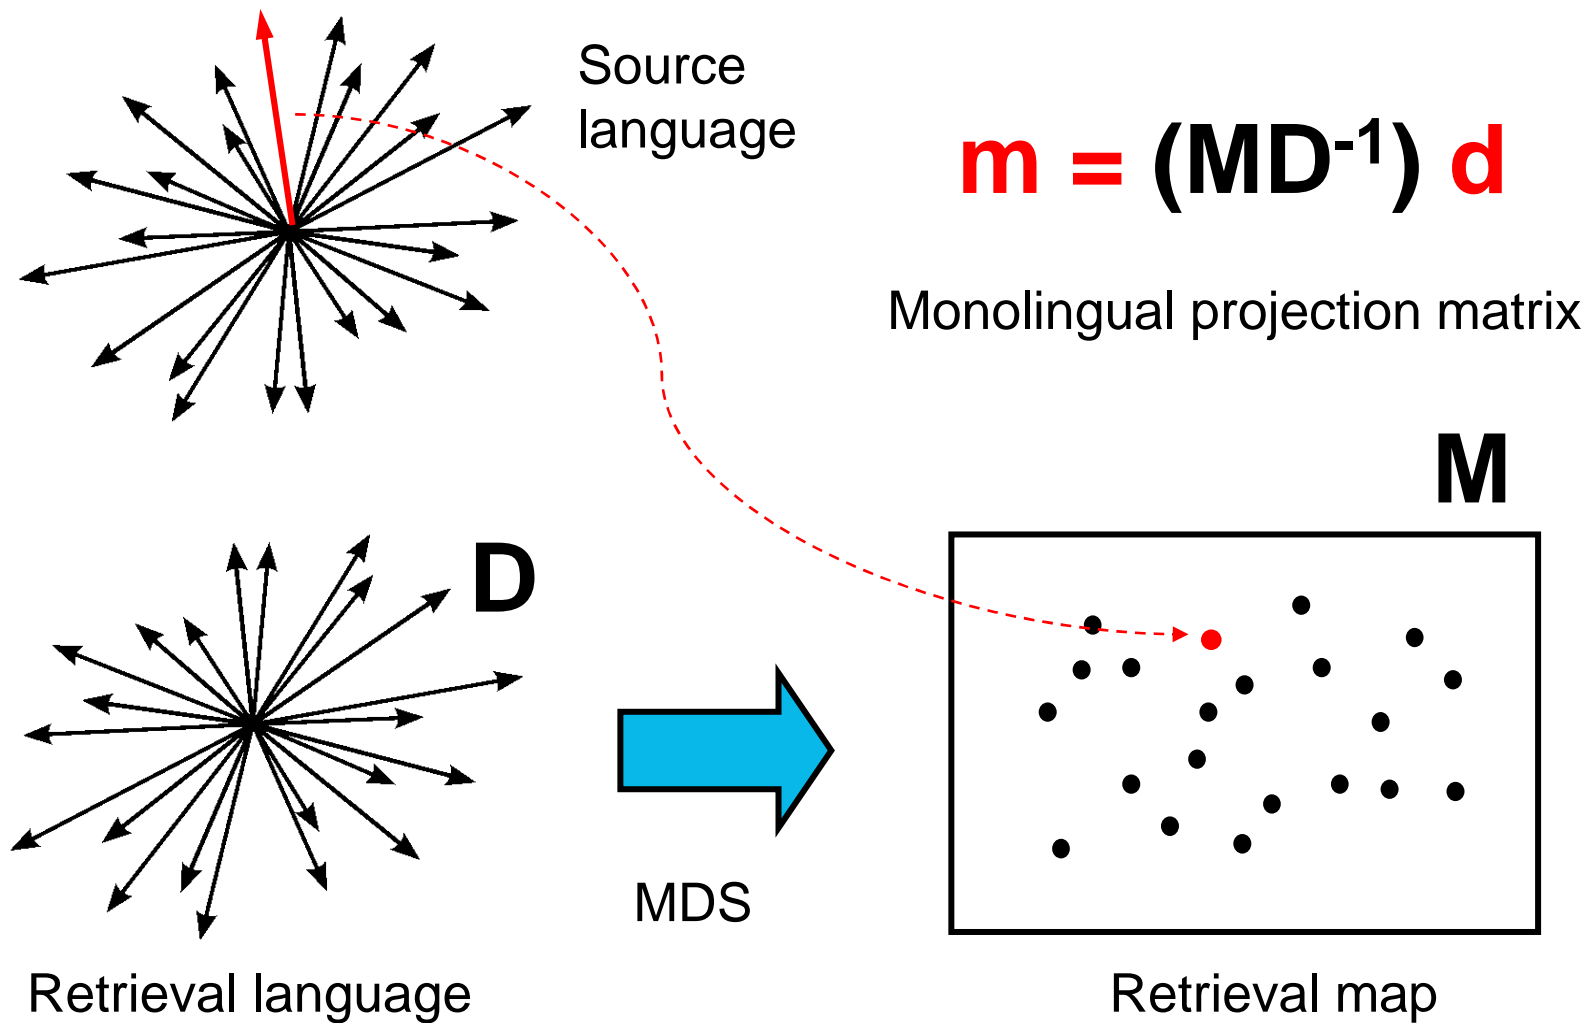 Source
language
m = (MD⁻¹) d
Monolingual projection matrix
M
D
MDS
Retrieval language
Retrieval map